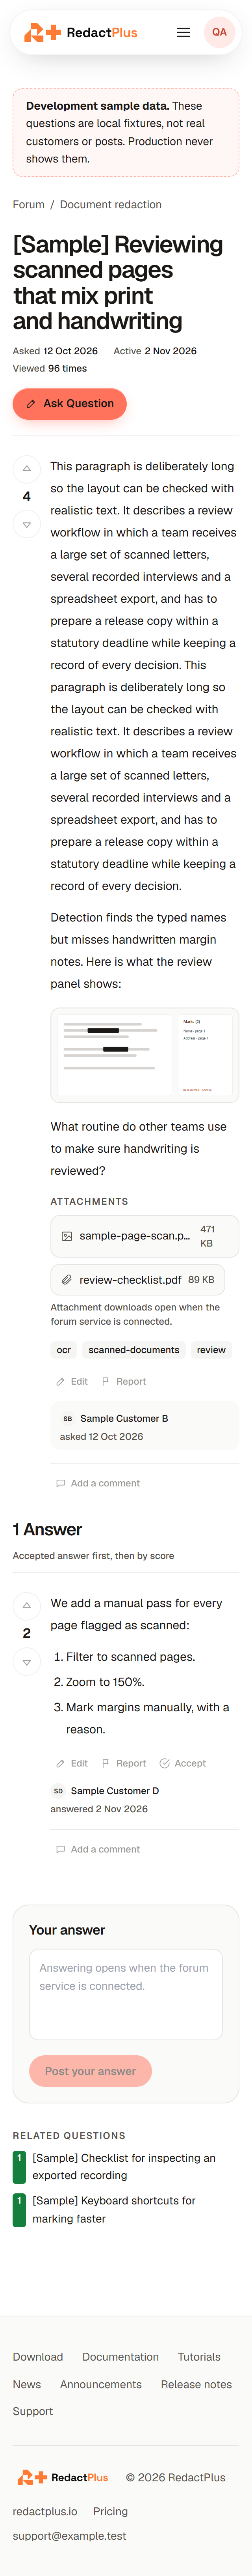 RedactPlus
QA
Development sample data. These
questions are local fixtures, not real
customers or posts. Production never
shows them.
Forum / Document redaction
[Sample] Reviewing
scanned pages
that mix print
and handwriting
Asked 12 Oct 2026 Active 2 Nov 2026
Viewed 96 times
Ask Question
4
This paragraph is deliberately long
so the layout can be checked with
realistic text. It describes a review
workflow in which a team receives
a large set of scanned letters,
several recorded interviews and a
spreadsheet export, and has to
prepare a release copy within a
statutory deadline while keeping a
record of every decision. This
paragraph is deliberately long so
the layout can be checked with
realistic text. It describes a review
workflow in which a team receives
a large set of scanned letters,
several recorded interviews and a
spreadsheet export, and has to
prepare a release copy within a
statutory deadline while keeping a
record of every decision.
Detection finds the typed names
but misses handwritten margin
notes. Here is what the review
panel shows:
Marks (2)
Name · page 1
Address · page 1
What routine do other teams use
to make sure handwriting is
reviewed?
ATTACHMENTS
sample-page-scan.p... 471 KB
review-checklist.pdf 89 KB
Attachment downloads open when the
forum service is connected.
ocr scanned-documents review
Edit Report
SB Sample Customer B
asked 12 Oct 2026
Add a comment
1 Answer
Accepted answer first, then by score
2
We add a manual pass for every
page flagged as scanned:
1. Filter to scanned pages.
2. Zoom to 150%.
3. Mark margins manually, with a
reason.
Edit Report Accept
SD Sample Customer D
answered 2 Nov 2026
Add a comment
Your answer
Answering opens when the forum
service is connected.
Post your answer
RELATED QUESTIONS
1 [Sample] Checklist for inspecting an
exported recording
1 [Sample] Keyboard shortcuts for
marking faster
Download Documentation Tutorials
News Announcements Release notes
Support
RedactPlus © 2026 RedactPlus
redactplus.io Pricing
support@example.test